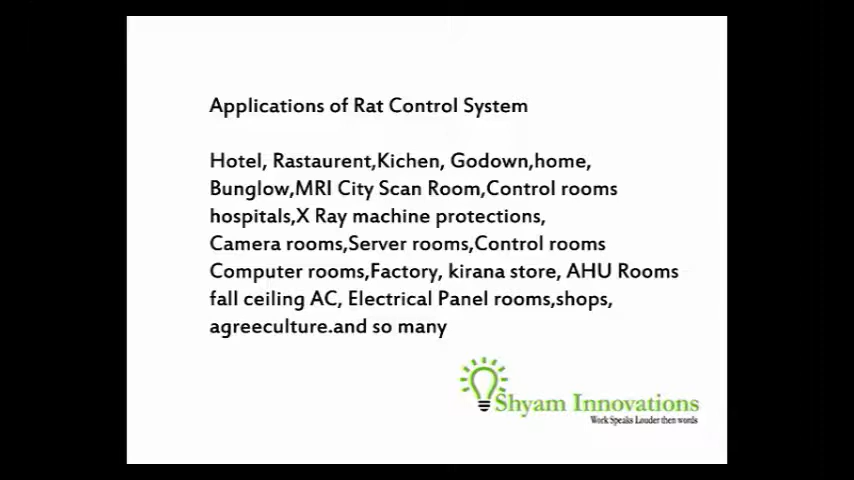 Applications of Rat Control System
Hotel, Rastaurent,Kichen, Godown,home,
Bunglow,MRI City Scan Room,Control rooms
hospitals,X Ray machine protections,
Camera rooms,Server rooms,Control rooms
Computer rooms,Factory, kirana store, AHU Rooms
fall ceiling AC, Electrical Panel rooms,shops,
agreeculture.and so many
Shyam Innovations
Work Speaks Louder then words